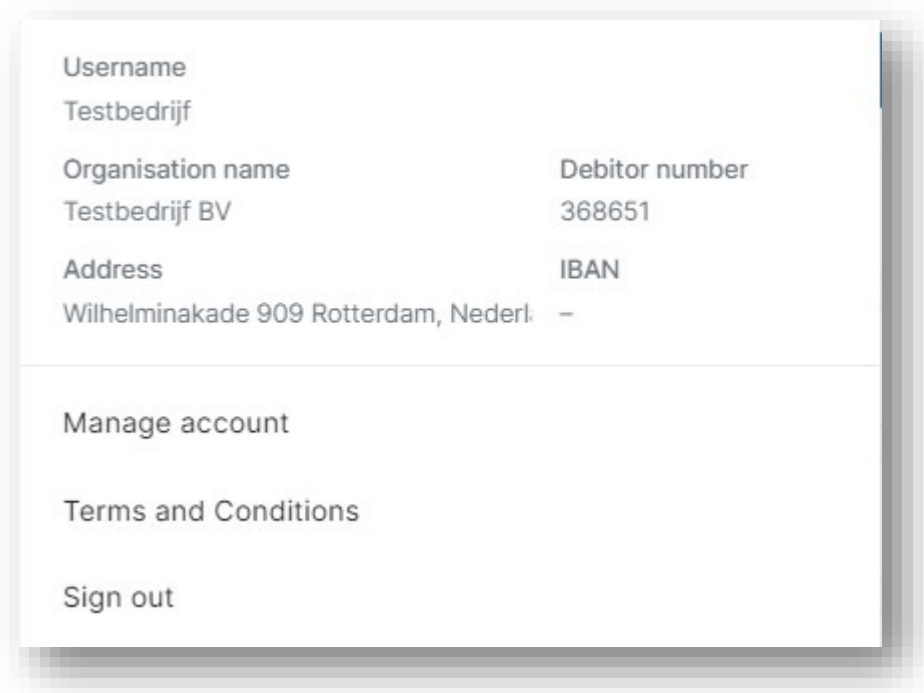 Username
Testbedrijf
Organisation name Debitor number
Testbedrijf BV 368651
Address IBAN
Wilhelminakade 909 Rotterdam, Nederl –
Manage account
Terms and Conditions
Sign out